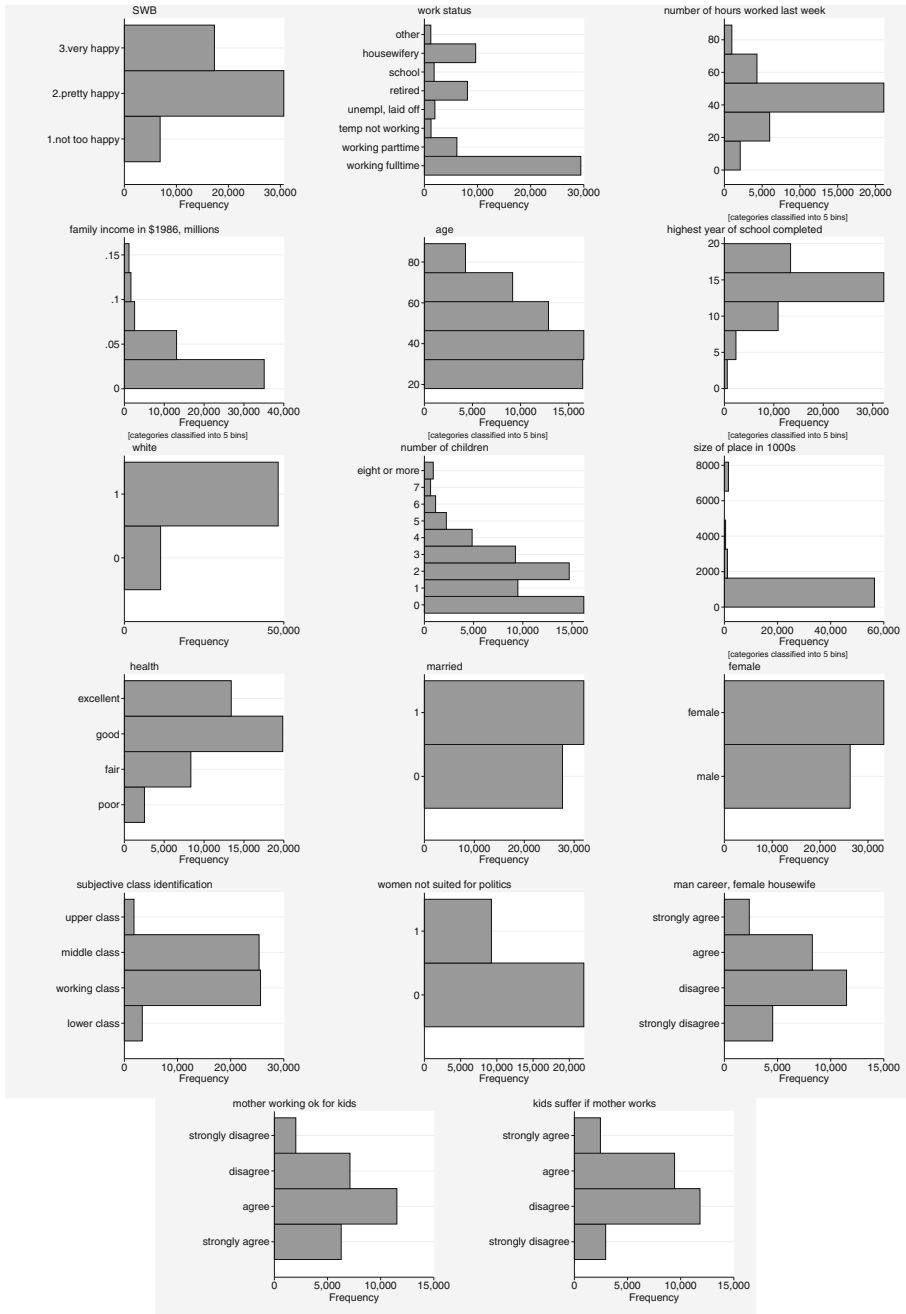 SWB
3.very happy
2.pretty happy
1.not too happy
0 10,000 20,000 30,000
Frequency
work status
other
housewifery
school
retired
unempl, laid off
temp not working
working parttime
working fulltime
0 10,000 20,000 30,000
Frequency
number of hours worked last week
80
60
40
20
0
0 5,000 10,000 15,000 20,000
Frequency
[categories classified into 5 bins]
family income in $1986, millions
.15
.1
.05
0
0 10,000 20,000 30,000 40,000
Frequency
[categories classified into 5 bins]
age
80
60
40
20
0 5,000 10,000 15,000
Frequency
[categories classified into 5 bins]
highest year of school completed
20
15
10
5
0
0 10,000 20,000 30,000
Frequency
white
1
0
0 50,000
Frequency
number of children
eight or more
7
6
5
4
3
2
1
0
0 5,000 10,000 15,000
Frequency
size of place in 1000s
8000
6000
4000
2000
0
0 20,000 40,000 60,000
Frequency
[categories classified into 5 bins]
health
excellent
good
fair
poor
0 5,000 10,000 15,000 20,000
Frequency
married
1
0
0 10,000 20,000 30,000
Frequency
female
female
male
0 10,000 20,000 30,000
Frequency
subjective class identification
upper class
middle class
working class
lower class
0 10,000 20,000 30,000
Frequency
women not suited for politics
1
0
0 5,000 10,000 15,000 20,000
Frequency
man career, female housewife
strongly agree
agree
disagree
strongly disagree
0 5,000 10,000 15,000
Frequency
mother working ok for kids
strongly disagree
disagree
agree
strongly agree
0 5,000 10,000 15,000
Frequency
kids suffer if mother works
strongly agree
agree
disagree
strongly disagree
0 5,000 10,000 15,000
Frequency